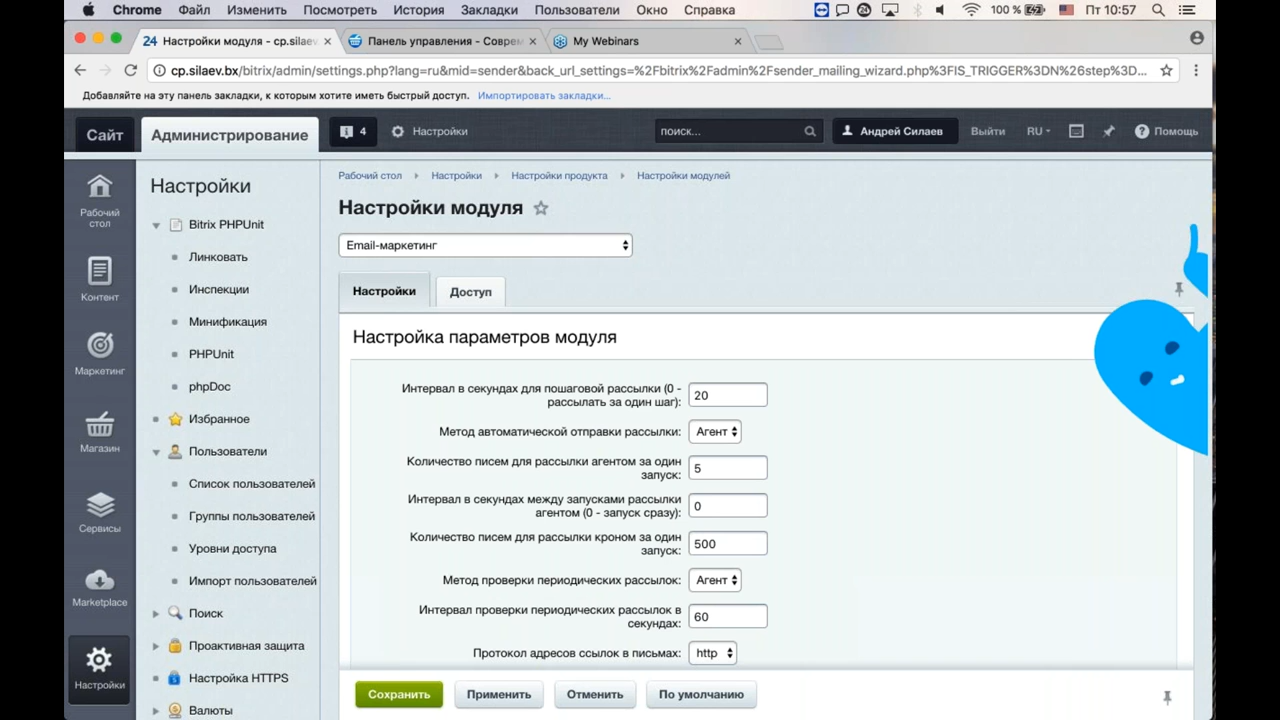 Chrome Файл Изменить Посмотреть История Закладки Пользователи Окно Справка 24 100 % Пт 10:57
24 Настройки модуля - cp.silaev Панель управления - Соврем My Webinars
cp.silaev.bx/bitrix/admin/settings.php?lang=ru&mid=sender&back_url_settings=%2Fbitrix%2Fadmin%2Fsender_mailing_wizard.php%3FIS_TRIGGER%3DN%26step%3D...
Добавляйте на эту панель закладки, к которым хотите иметь быстрый доступ. Импортировать закладки...
Сайт Администрирование 4 Настройки поиск... Андрей Силаев Выйти RU Помощь
Рабочий стол
Контент
Маркетинг
Магазин
Сервисы
Marketplace
Настройки
Настройки
Bitrix PHPUnit
Линковать
Инспекции
Минификация
PHPUnit
phpDoc
Избранное
Пользователи
Список пользователей
Группы пользователей
Уровни доступа
Импорт пользователей
Поиск
Проактивная защита
Настройка HTTPS
Валюты
Рабочий стол Настройки Настройки продукта Настройки модулей
Настройки модуля
Email-маркетинг
Настройки Доступ
Настройка параметров модуля
Интервал в секундах для пошаговой рассылки (0 -
рассылать за один шаг): 20
Метод автоматической отправки рассылки: Агент
Количество писем для рассылки агентом за один
запуск: 5
Интервал в секундах между запусками рассылки
агентом (0 - запуск сразу): 0
Количество писем для рассылки кроном за один
запуск: 500
Метод проверки периодических рассылок: Агент
Интервал проверки периодических рассылок в
секундах: 60
Протокол адресов ссылок в письмах: http
Сохранить Применить Отменить По умолчанию